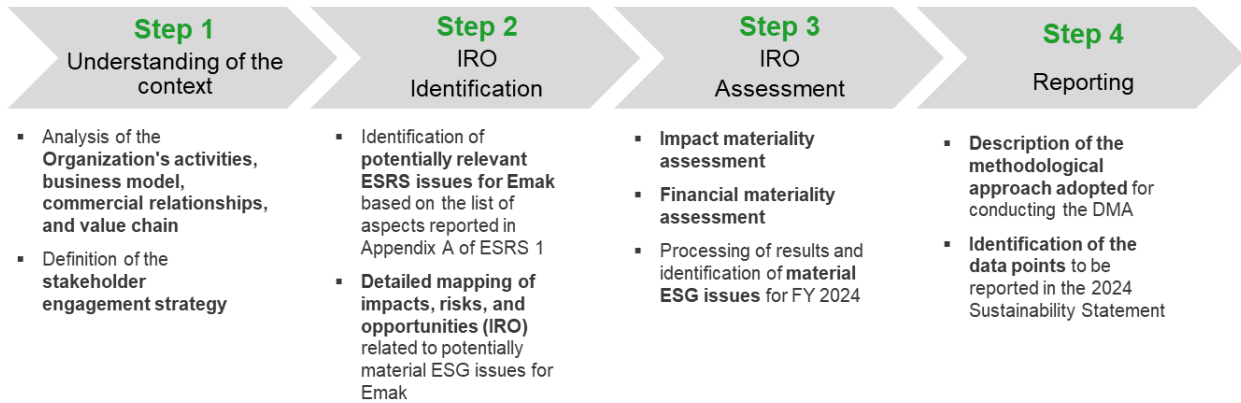 Step 1
Understanding of the
context
▪ Analysis of the
Organization's activities,
business model,
commercial relationships,
and value chain
▪ Definition of the
stakeholder
engagement strategy
Step 2
IRO
Identification
▪ Identification of
potentially relevant
ESRS issues for Emak
based on the list of
aspects reported in
Appendix A of ESRS 1
▪ Detailed mapping of
impacts, risks, and
opportunities (IRO)
related to potentially
material ESG issues for
Emak
Step 3
IRO
Assessment
▪ Impact materiality
assessment
▪ Financial materiality
assessment
▪ Processing of results and
identification of material
ESG issues for FY 2024
Step 4
Reporting
▪ Description of the
methodological
approach adopted for
conducting the DMA
▪ Identification of the
data points to be
reported in the 2024
Sustainability Statement